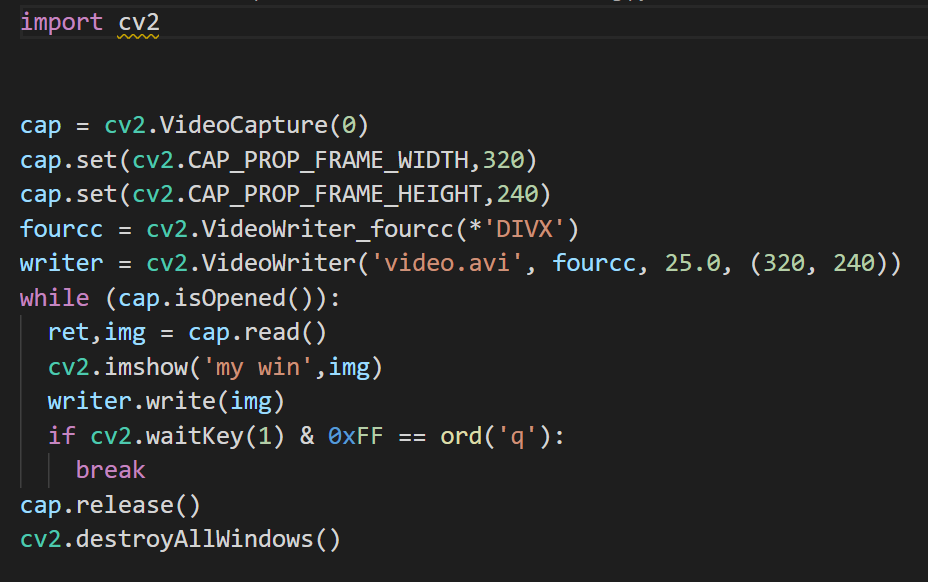 import cv2
cap = cv2.VideoCapture(0)
cap.set(cv2.CAP_PROP_FRAME_WIDTH,320)
cap.set(cv2.CAP_PROP_FRAME_HEIGHT,240)
fourcc = cv2.VideoWriter_fourcc(*'DIVX')
writer = cv2.VideoWriter('video.avi', fourcc, 25.0, (320, 240))
while (cap.isOpened()):
  ret,img = cap.read()
  cv2.imshow('my win',img)
  writer.write(img)
  if cv2.waitKey(1) & 0xFF == ord('q'):
    break
cap.release()
cv2.destroyAllWindows()